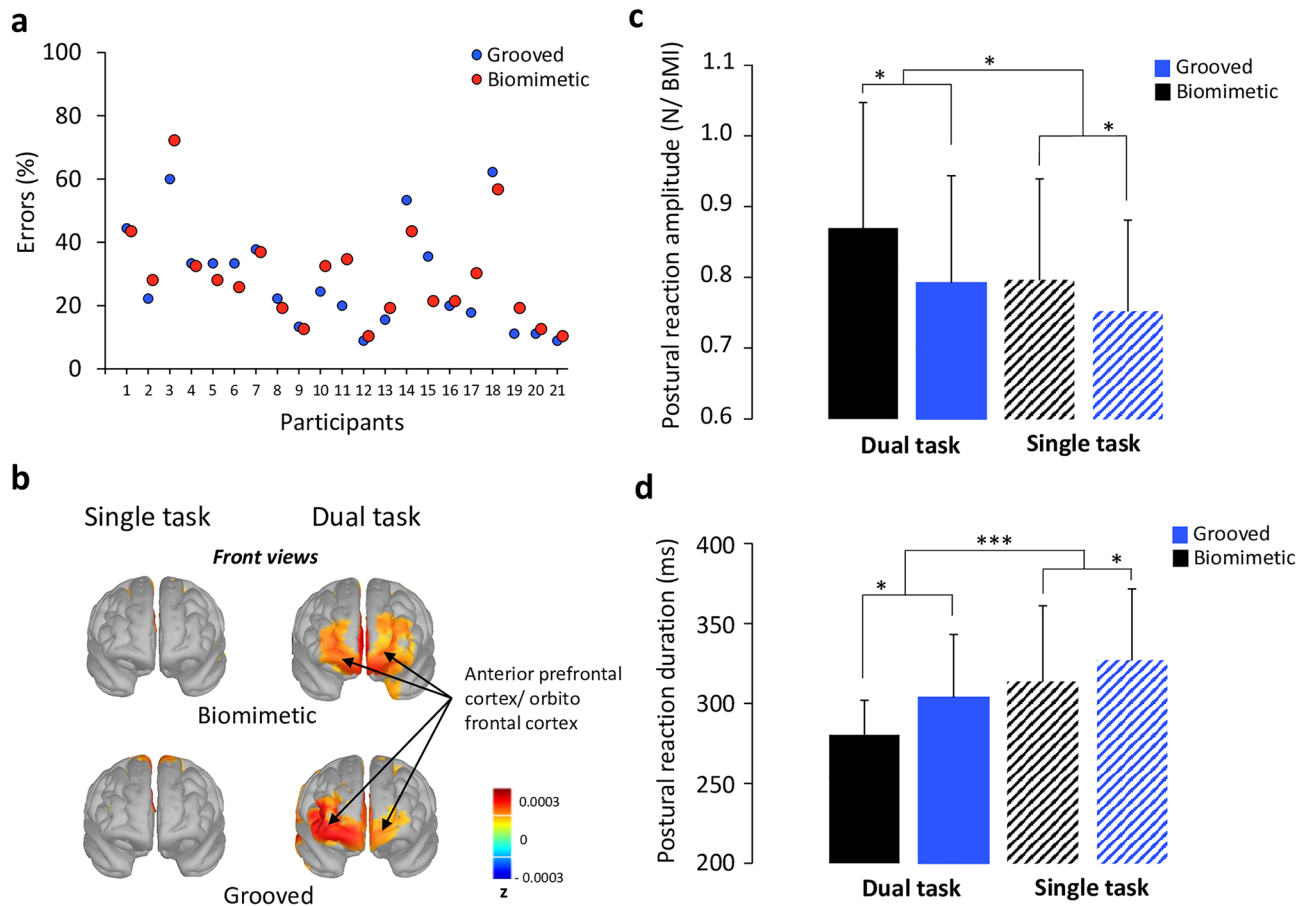 a
Errors (%)
100
80
60
40
20
0
Grooved
Biomimetic
1 2 3 4 5 6 7 8 9 10 11 12 13 14 15 16 17 18 19 20 21
Participants
b
Single task
Dual task
Front views
Biomimetic
Anterior prefrontal
cortex/ orbito
frontal cortex
Grooved
0.0003
0
- 0.0003
z
c
Postural reaction amplitude (N/ BMI)
1.1
1.0
0.9
0.8
0.7
0.6
*
*
*
Grooved
Biomimetic
Dual task
Single task
d
Postural reaction duration (ms)
400
350
300
250
200
*
***
*
Grooved
Biomimetic
Dual task
Single task